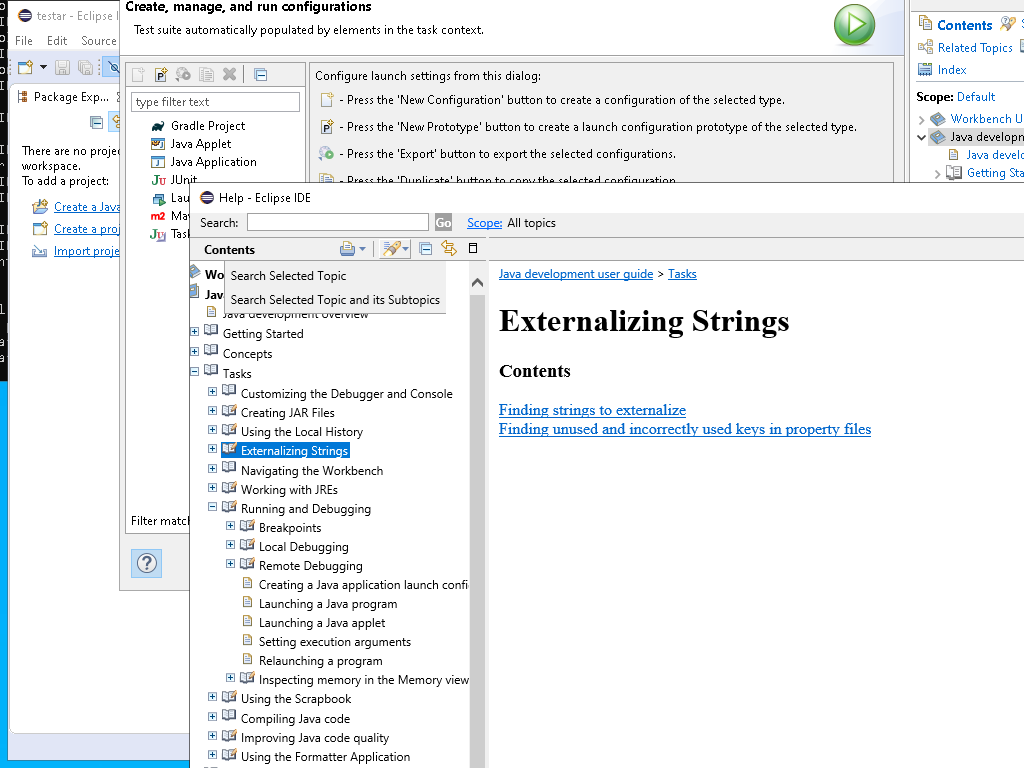 testar - Eclipse I
File Edit Source
Package Exp...
There are no proje
workspace.
To add a project:
Create a Java
Create a proj
Import proje
Create, manage, and run configurations
Test suite automatically populated by elements in the task context.
type filter text
Gradle Project
Java Applet
Java Application
JUnit
Lau
Ma
Task
Filter match
Configure launch settings from this dialog:
- Press the 'New Configuration' button to create a configuration of the selected type.
- Press the 'New Prototype' button to create a launch configuration prototype of the selected type.
- Press the 'Export' button to export the selected configurations.
- Press the 'Duplicate' button to copy the selected configuration.
Contents
Related Topics
Index
Scope: Default
Workbench U
Java developm
Java develo
Getting Sta
Help - Eclipse IDE
Search:
Go
Scope: All topics
Contents
Wo
Search Selected Topic
Jav
Search Selected Topic and its Subtopics
Java development overview
Getting Started
Concepts
Tasks
Customizing the Debugger and Console
Creating JAR Files
Using the Local History
Externalizing Strings
Navigating the Workbench
Working with JREs
Running and Debugging
Breakpoints
Local Debugging
Remote Debugging
Creating a Java application launch confi
Launching a Java program
Launching a Java applet
Setting execution arguments
Relaunching a program
Inspecting memory in the Memory view
Using the Scrapbook
Compiling Java code
Improving Java code quality
Using the Formatter Application
Java development user guide > Tasks
Externalizing Strings
Contents
Finding strings to externalize
Finding unused and incorrectly used keys in property files